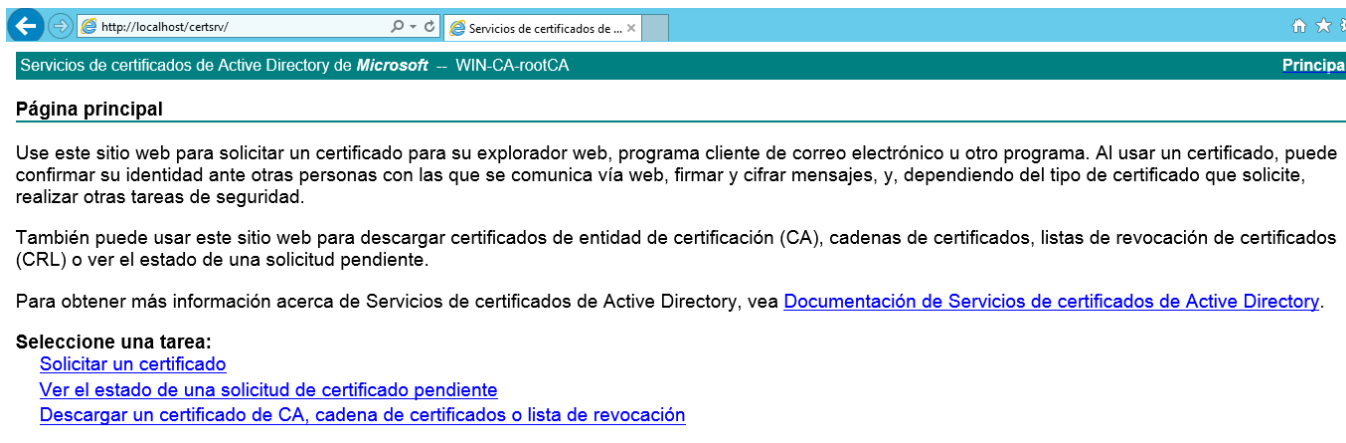 http://localhost/certsrv/
Servicios de certificados de ...
Servicios de certificados de Active Directory de Microsoft -- WIN-CA-rootCA
Principa
Página principal
Use este sitio web para solicitar un certificado para su explorador web, programa cliente de correo electrónico u otro programa. Al usar un certificado, puede
confirmar su identidad ante otras personas con las que se comunica vía web, firmar y cifrar mensajes, y, dependiendo del tipo de certificado que solicite,
realizar otras tareas de seguridad.
También puede usar este sitio web para descargar certificados de entidad de certificación (CA), cadenas de certificados, listas de revocación de certificados
(CRL) o ver el estado de una solicitud pendiente.
Para obtener más información acerca de Servicios de certificados de Active Directory, vea Documentación de Servicios de certificados de Active Directory.
Seleccione una tarea:
Solicitar un certificado
Ver el estado de una solicitud de certificado pendiente
Descargar un certificado de CA, cadena de certificados o lista de revocación